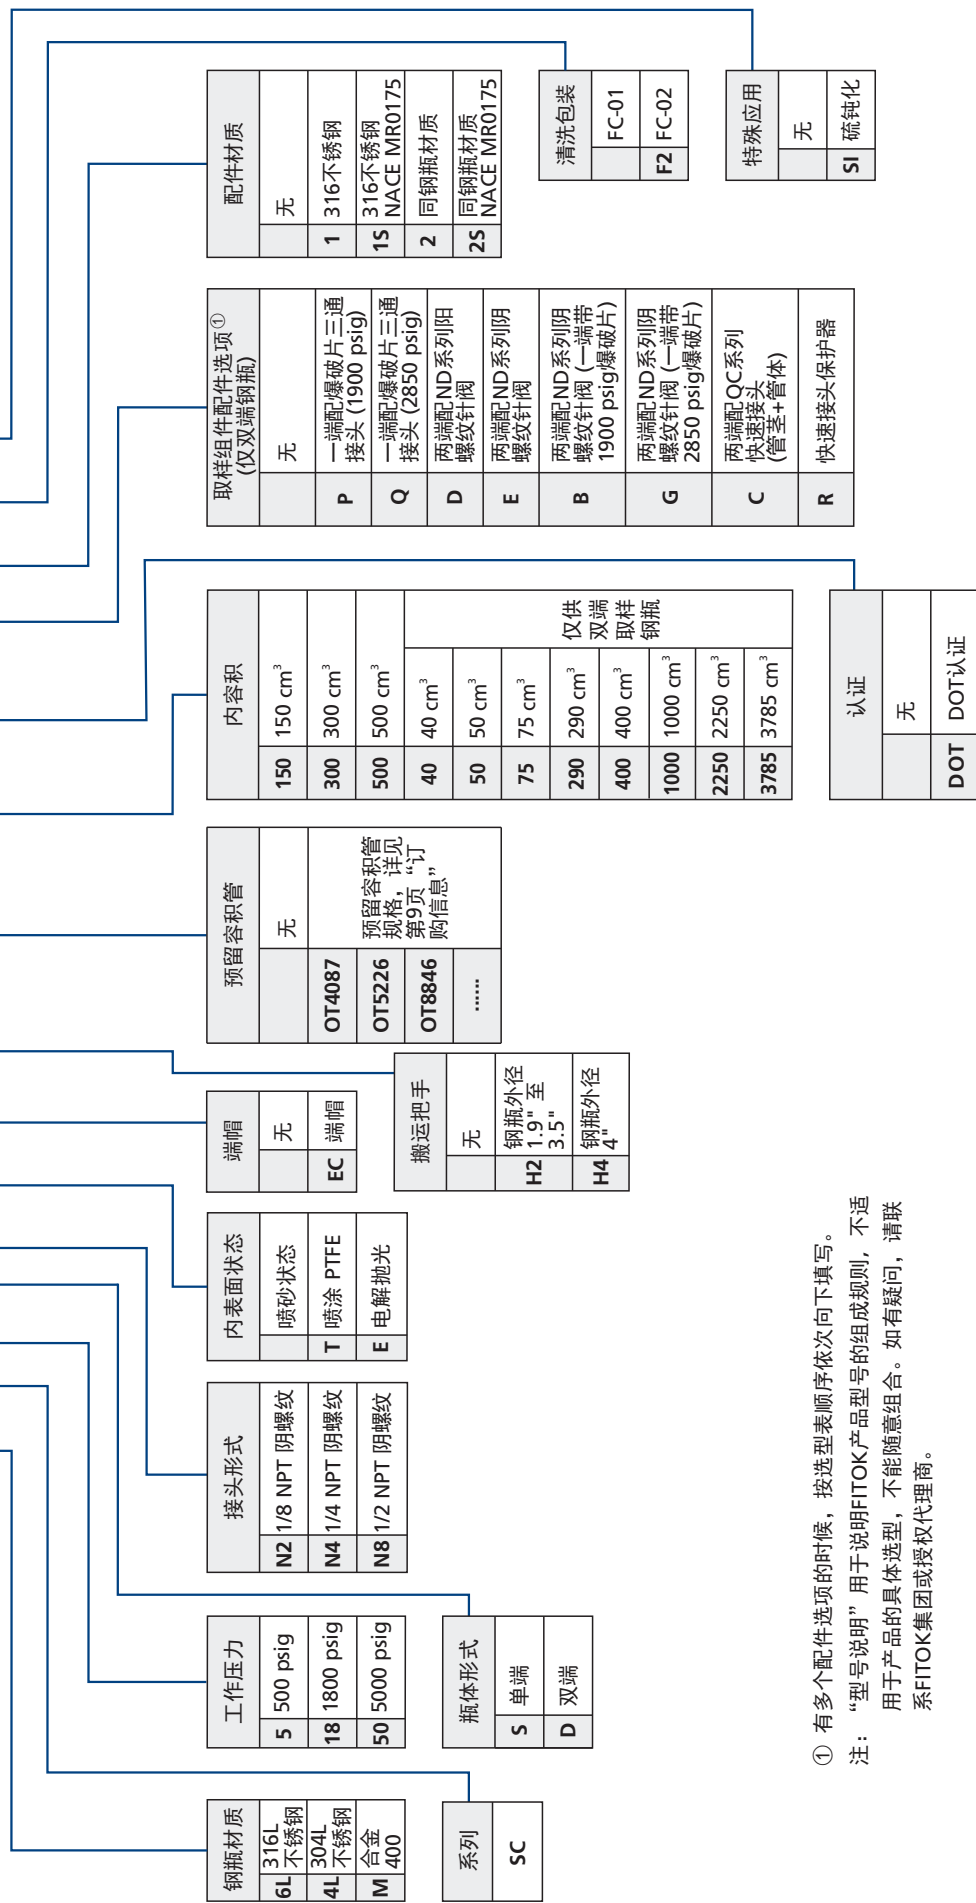 钢瓶材质
6L 316L
不锈钢
4L 304L
不锈钢
M 合金
400
系列
SC
工作压力
5 500 psig
18 1800 psig
50 5000 psig
瓶体形式
S 单端
D 双端
接头形式
N2 1/8 NPT 阴螺纹
N4 1/4 NPT 阴螺纹
N8 1/2 NPT 阴螺纹
内表面状态
喷砂状态
T 喷涂 PTFE
E 电解抛光
端帽
无
EC 端帽
搬运把手
无
H2 钢瓶外径
1.9" 至
3.5"
H4 钢瓶外径
4"
预留容积管
无
OT4087
OT5226
OT8846
......
预留容积管
规格，详见
第9页“订
购信息”
内容积
150 150 cm³
300 300 cm³
500 500 cm³
40 40 cm³
50 50 cm³
75 75 cm³
290 290 cm³
400 400 cm³
1000 1000 cm³
2250 2250 cm³
3785 3785 cm³
仅供
双端
取样
钢瓶
认证
无
DOT DOT认证
取样组件配件选项①
(仅双端钢瓶)
无
P 一端配爆破片三通
接头 (1900 psig)
Q 一端配爆破片三通
接头 (2850 psig)
D 两端配ND系列阳
螺纹针阀
E 两端配ND系列阴
螺纹针阀
B 两端配ND系列阴
螺纹针阀 (一端带
1900 psig爆破片)
G 两端配ND系列阴
螺纹针阀 (一端带
2850 psig爆破片)
C 两端配QC系列
快速接头
(管茎+管体)
R 快速接头保护器
配件材质
无
1 316不锈钢
1S 316不锈钢
NACE MR0175
2 同钢瓶材质
2S 同钢瓶材质
NACE MR0175
清洗包装
FC-01
F2 FC-02
特殊应用
无
SI 硫钝化
① 有多个配件选项的时候，按选型表顺序依次向下填写。
注：“型号说明”用于说明FITOK产品型号的组成规则，不适
用于产品的具体选型，不能随意组合。如有疑问，请联
系FITOK集团或授权代理商。